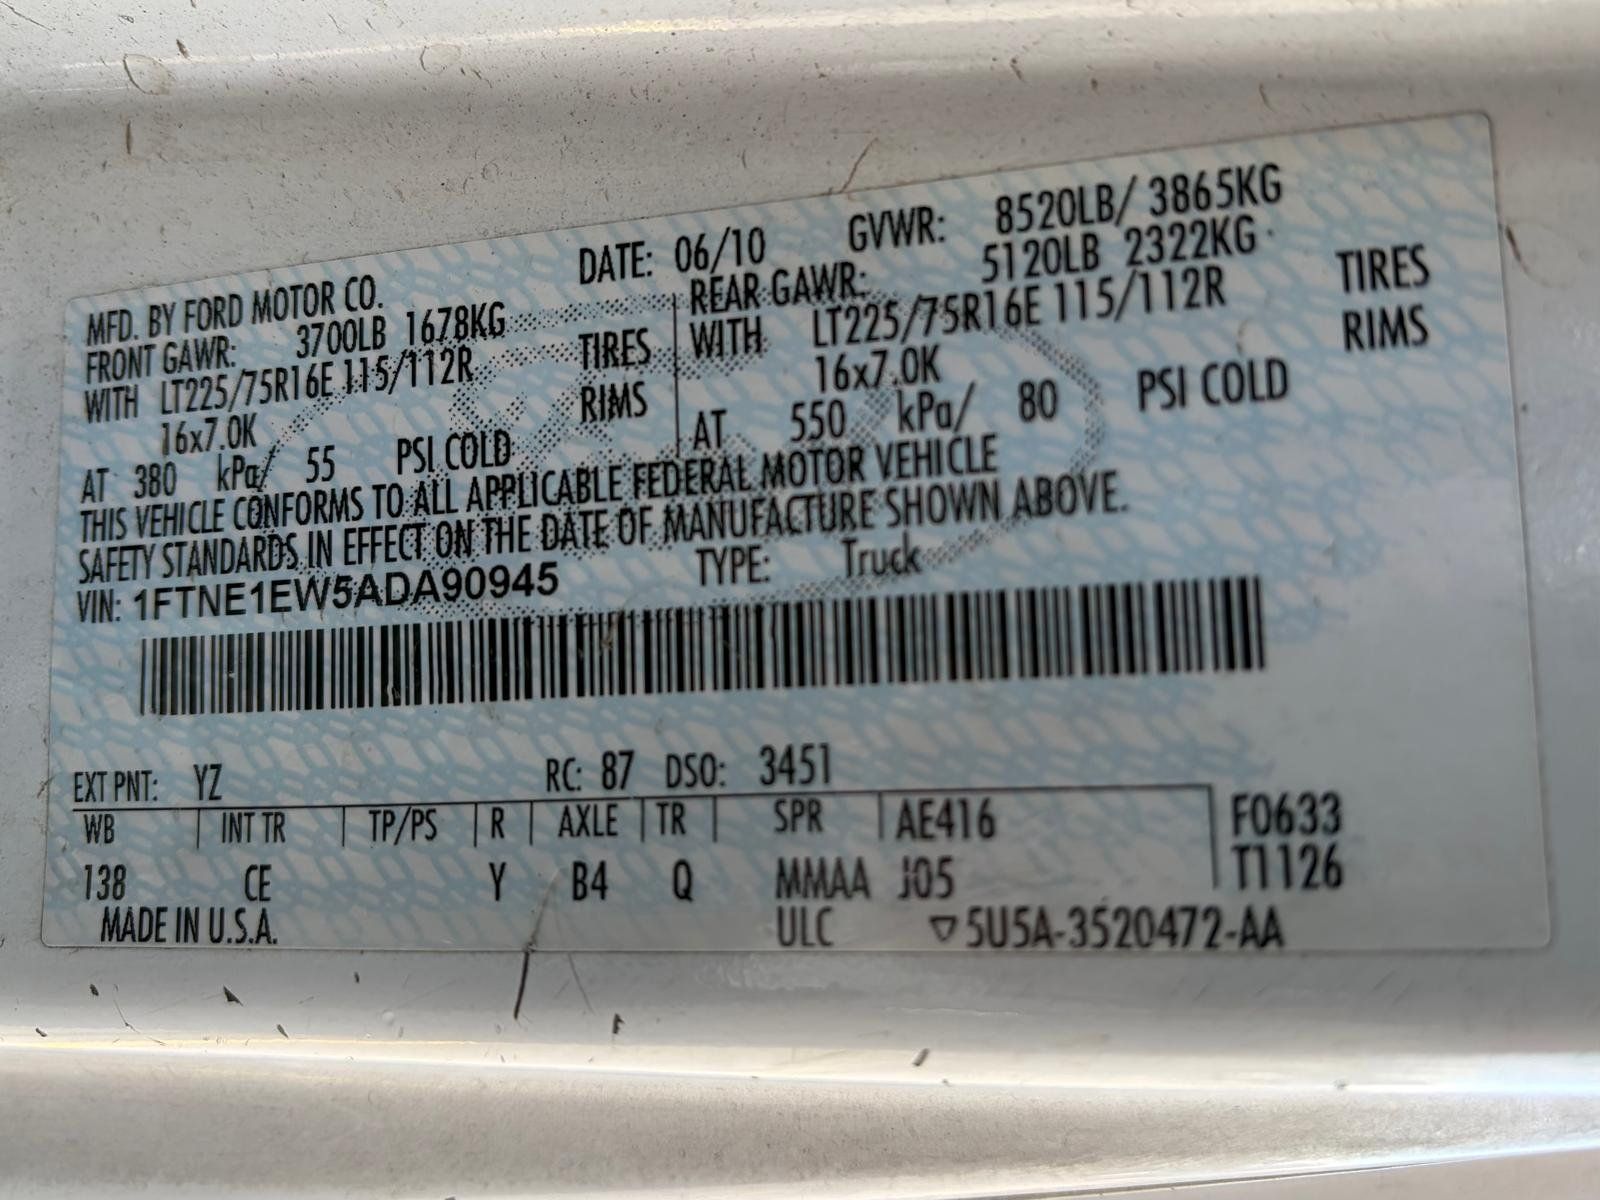 MFD. BY FORD MOTOR CO. DATE: 06/10 GVWR: 8520LB/ 3865KG
FRONT GAWR: 3700LB 1678KG REAR GAWR: 5120LB 2322KG
WITH LT225/75R16E 115/112R TIRES WITH LT225/75R16E 115/112R TIRES
16x7.0K RIMS 16x7.0K RIMS
AT 380 kPa/ 55 PSI COLD AT 550 kPa/ 80 PSI COLD
THIS VEHICLE CONFORMS TO ALL APPLICABLE FEDERAL MOTOR VEHICLE
SAFETY STANDARDS IN EFFECT ON THE DATE OF MANUFACTURE SHOWN ABOVE.
VIN: 1FTNE1EW5ADA90945 TYPE: Truck
EXT PNT: YZ RC: 87 DSO: 3451
WB INT TR TP/PS R AXLE TR SPR AE416 F0633
138 CE Y B4 Q MMAA J05 T1126
MADE IN U.S.A. ULC ▽5U5A-3520472-AA